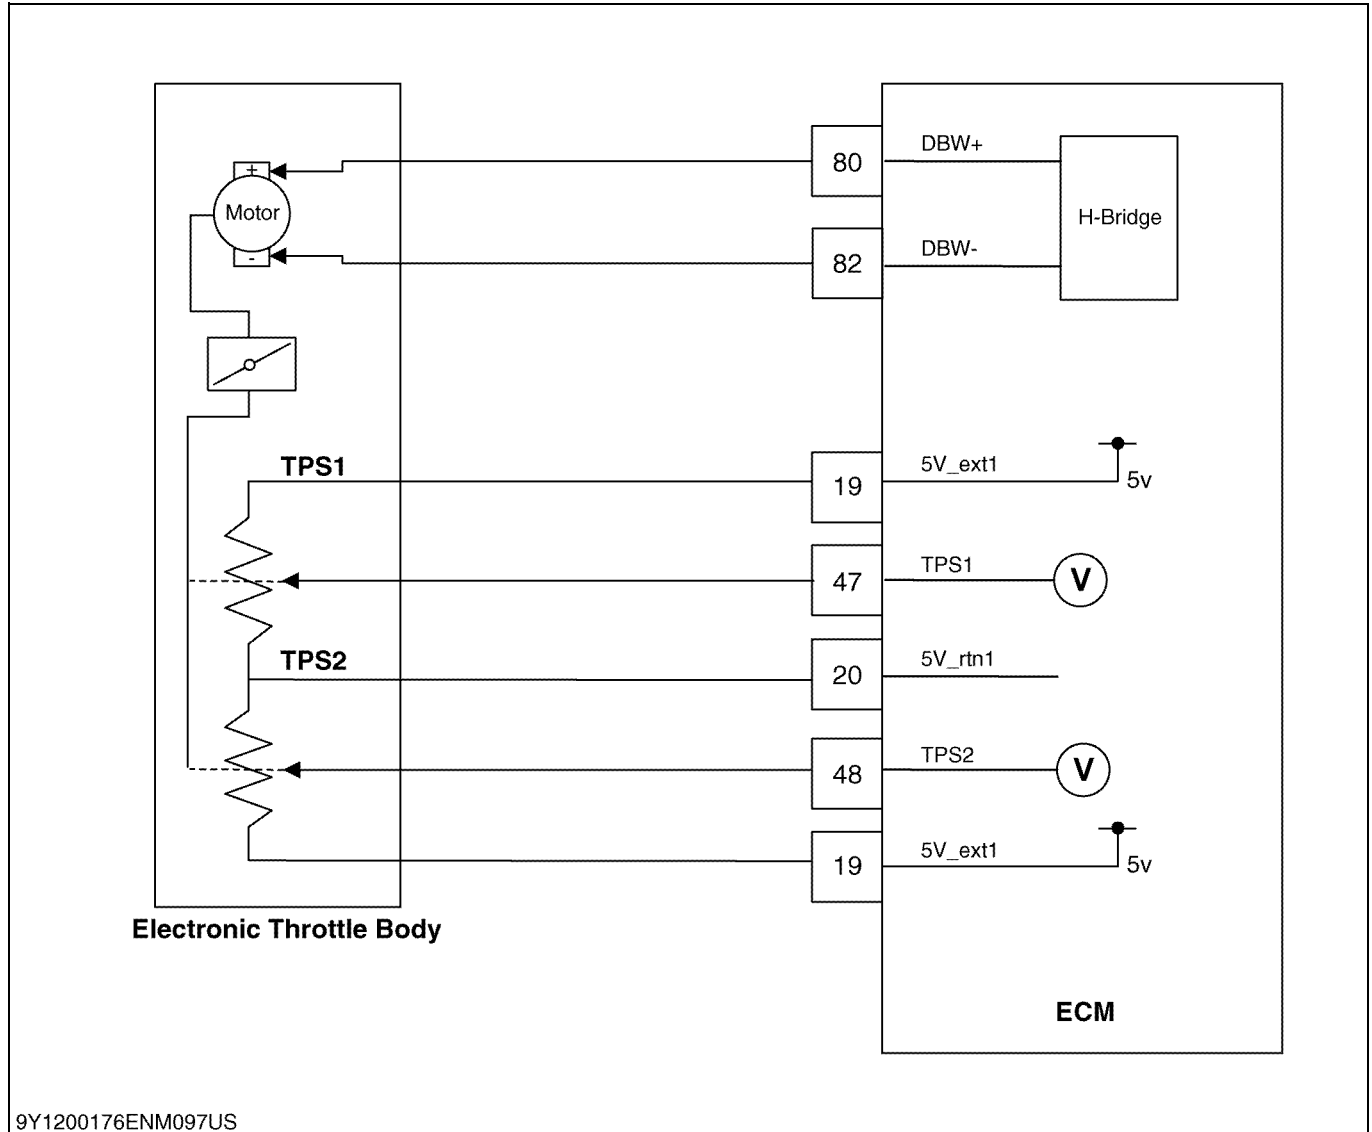 +
Motor
-
80
DBW+
H-Bridge
82
DBW-
TPS1
19
5V_ext1
5v
47
TPS1
V
TPS2
20
5V_rtn1
48
TPS2
V
19
5V_ext1
5v
Electronic Throttle Body
ECM
9Y1200176ENM097US